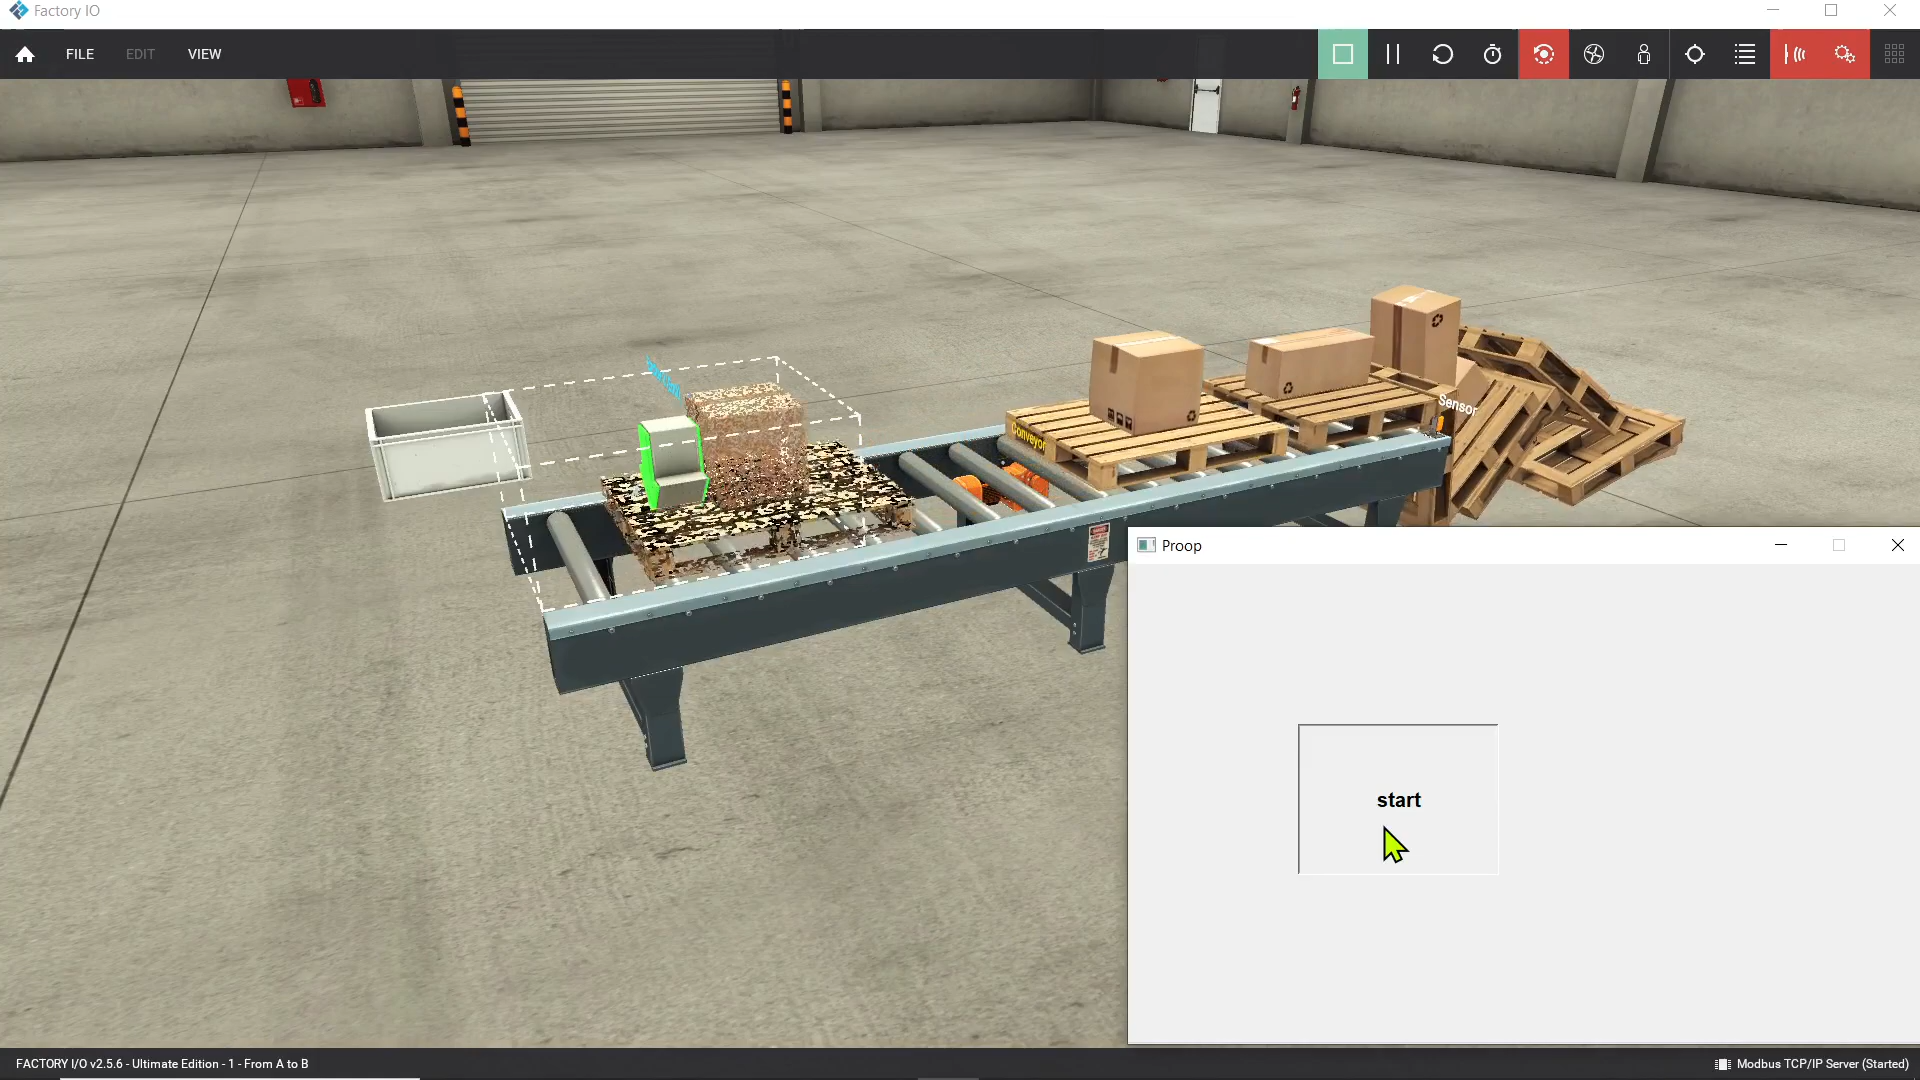 Factory IO
FILE
EDIT
VIEW
Conveyor
Sensor
Proop
start
FACTORY I/O v2.5.6 - Ultimate Edition - 1 - From A to B
Modbus TCP/IP Server (Started)